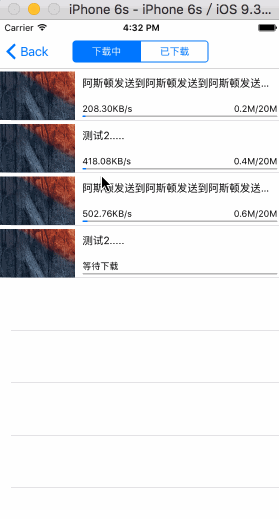 iPhone 6s - iPhone 6s / iOS 9.3...
Carrier 4:32 PM
Back 下载中 已下载
阿斯顿发送到阿斯顿发送到阿斯顿发送...
208.30KB/s 0.2M/20M
测试2.....
418.08KB/s 0.4M/20M
阿斯顿发送到阿斯顿发送到阿斯顿发送...
502.76KB/s 0.6M/20M
测试2.....
等待下载